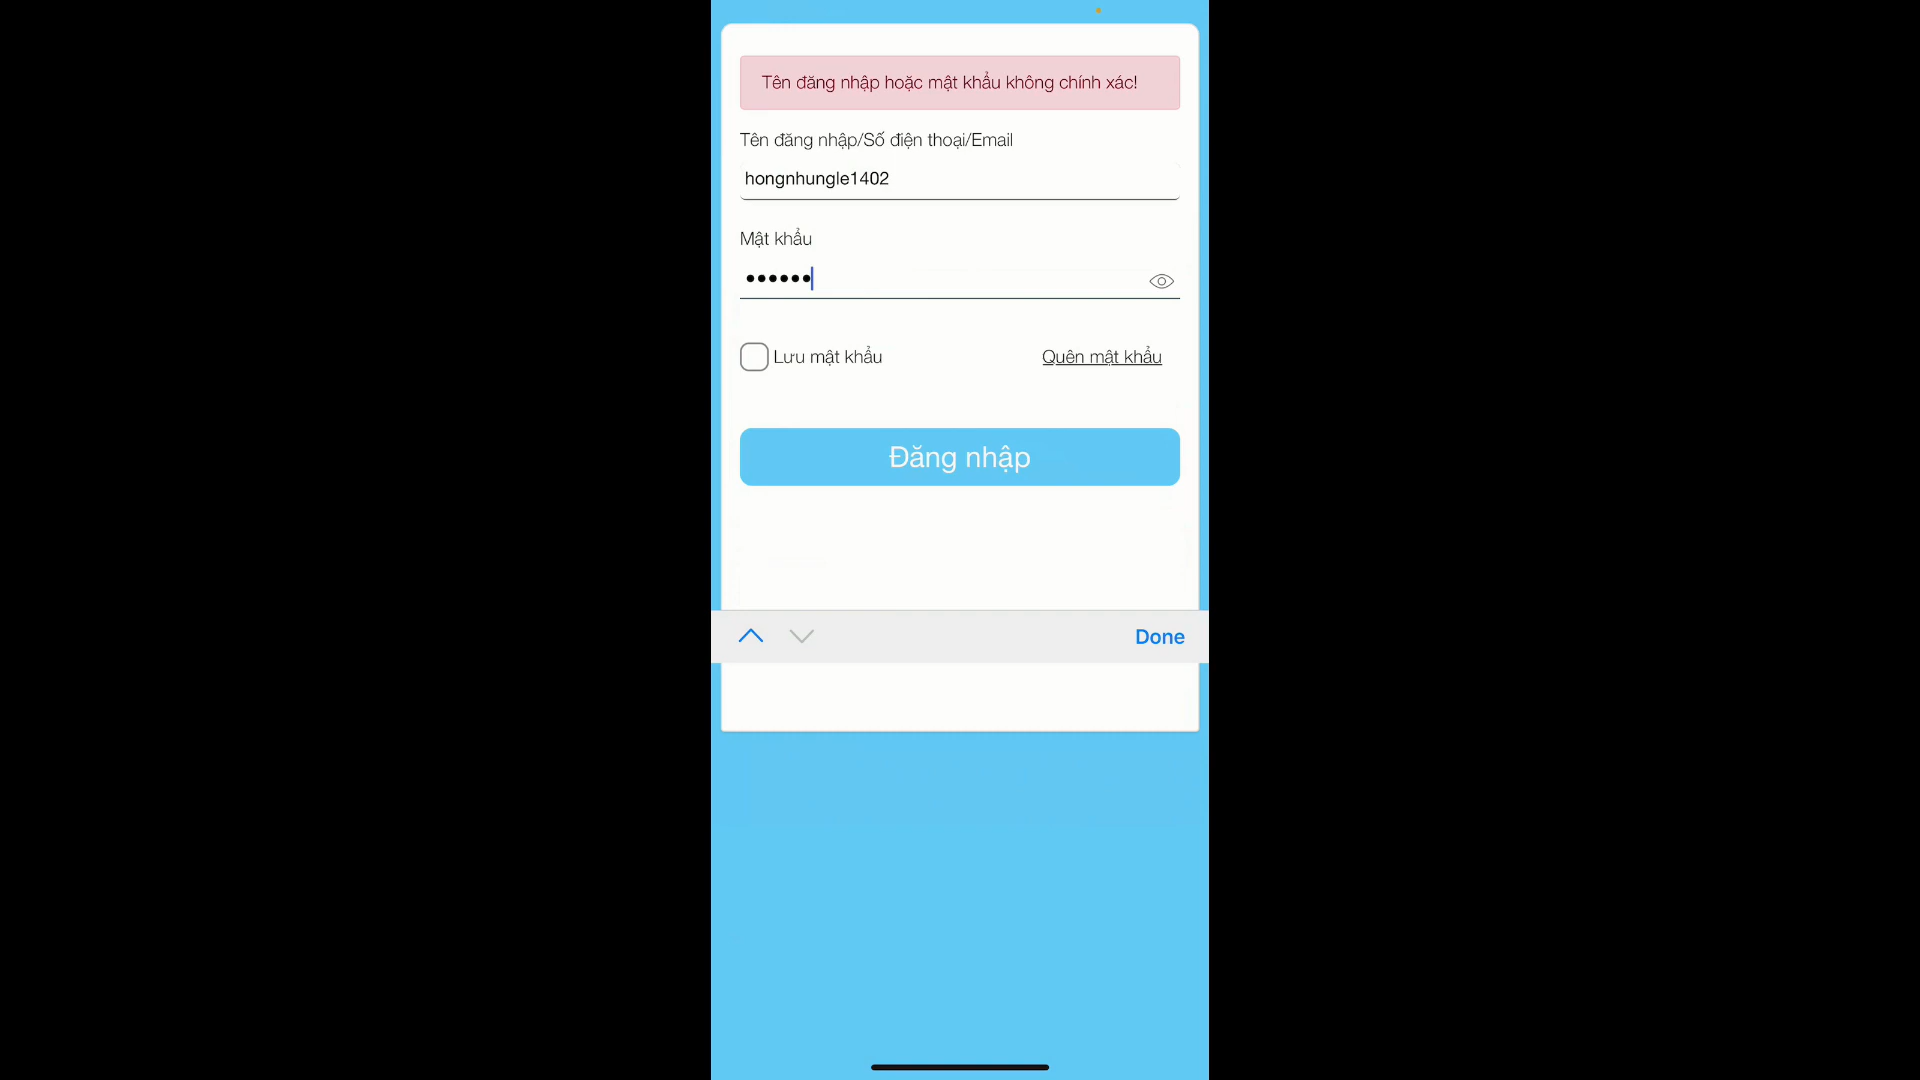 Tên đăng nhập hoặc mật khẩu không chính xác!
Tên đăng nhập/Số điện thoại/Email
hongnhungle1402
Mật khẩu
••••••
Lưu mật khẩu
Quên mật khẩu
Đăng nhập
Done